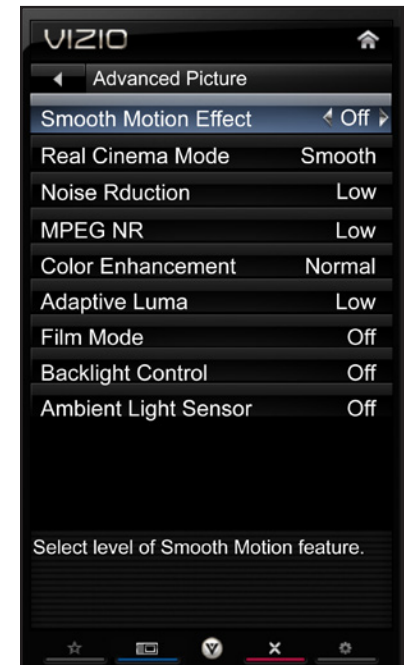 VIZIO
Advanced Picture
Smooth Motion Effect Off
Real Cinema Mode Smooth
Noise Rduction Low
MPEG NR Low
Color Enhancement Normal
Adaptive Luma Low
Film Mode Off
Backlight Control Off
Ambient Light Sensor Off
Select level of Smooth Motion feature.
V